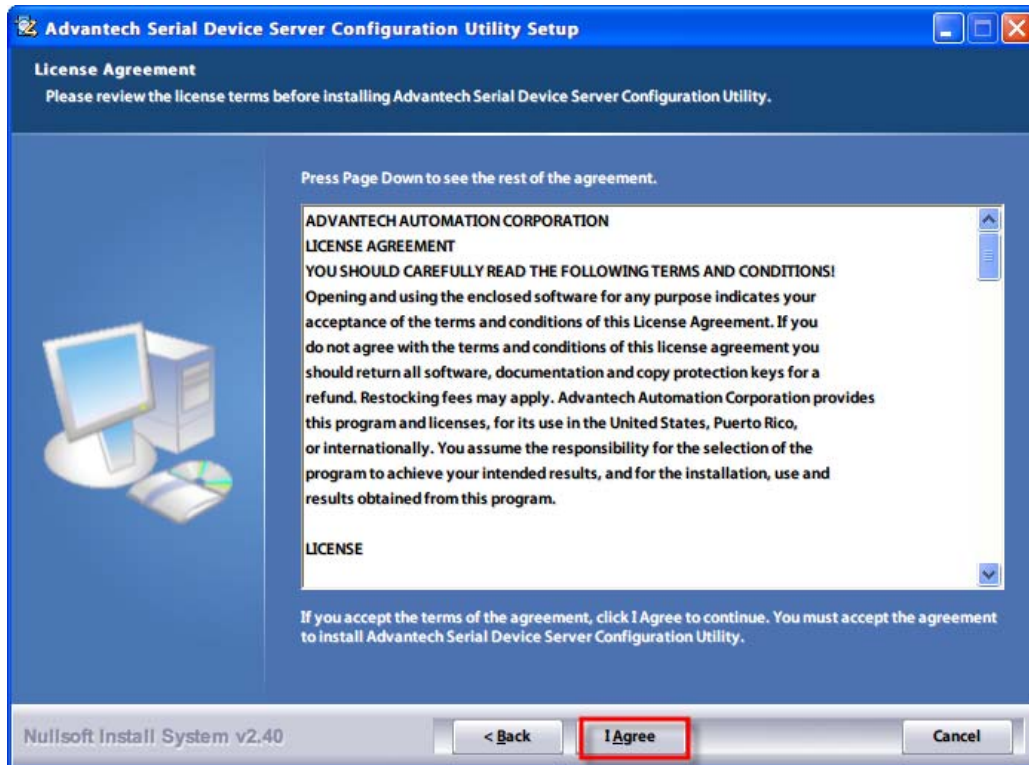 Advantech Serial Device Server Configuration Utility Setup
License Agreement
Please review the license terms before installing Advantech Serial Device Server Configuration Utility.
Press Page Down to see the rest of the agreement.
ADVANTECH AUTOMATION CORPORATION
LICENSE AGREEMENT
YOU SHOULD CAREFULLY READ THE FOLLOWING TERMS AND CONDITIONS!
Opening and using the enclosed software for any purpose indicates your
acceptance of the terms and conditions of this License Agreement. If you
do not agree with the terms and conditions of this license agreement you
should return all software, documentation and copy protection keys for a
refund. Restocking fees may apply. Advantech Automation Corporation provides
this program and licenses, for its use in the United States, Puerto Rico,
or internationally. You assume the responsibility for the selection of the
program to achieve your intended results, and for the installation, use and
results obtained from this program.
LICENSE
If you accept the terms of the agreement, click I Agree to continue. You must accept the agreement
to install Advantech Serial Device Server Configuration Utility.
Nullsoft Install System v2.40
< Back
I Agree
Cancel